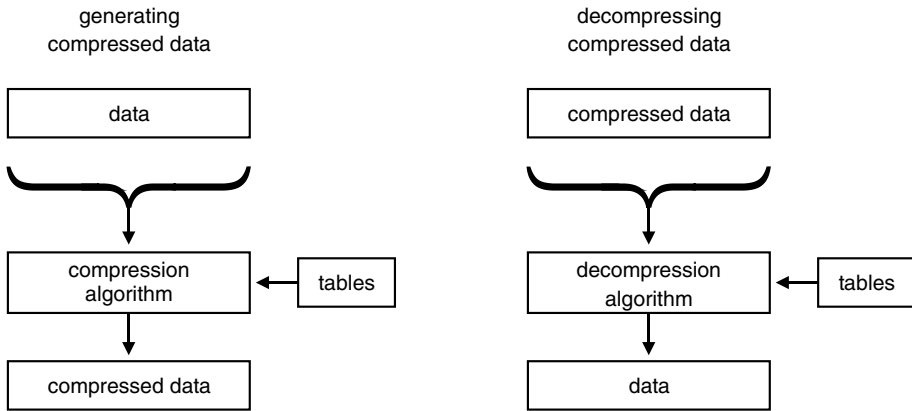 generating
compressed data
data
compression
algorithm
tables
compressed data
decompressing
compressed data
compressed data
decompression
algorithm
tables
data